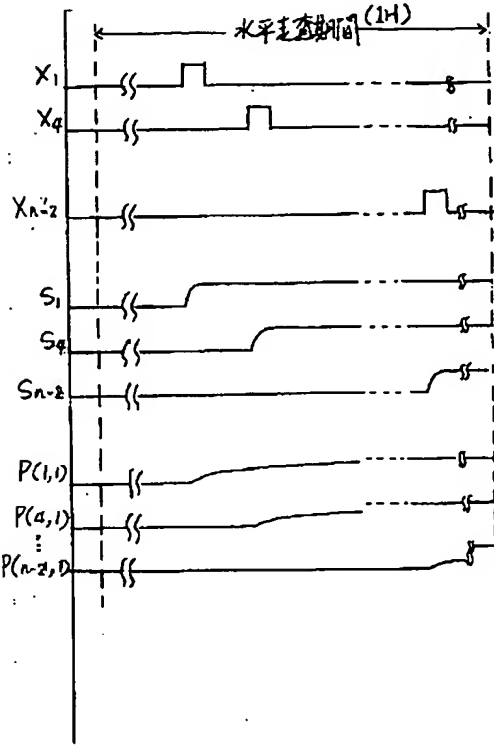 水平走査期間(1H)
X1
X4
Xn-2
S1
S4
Sn-2
P(1,1)
P(4,1)
P(n-2,1)